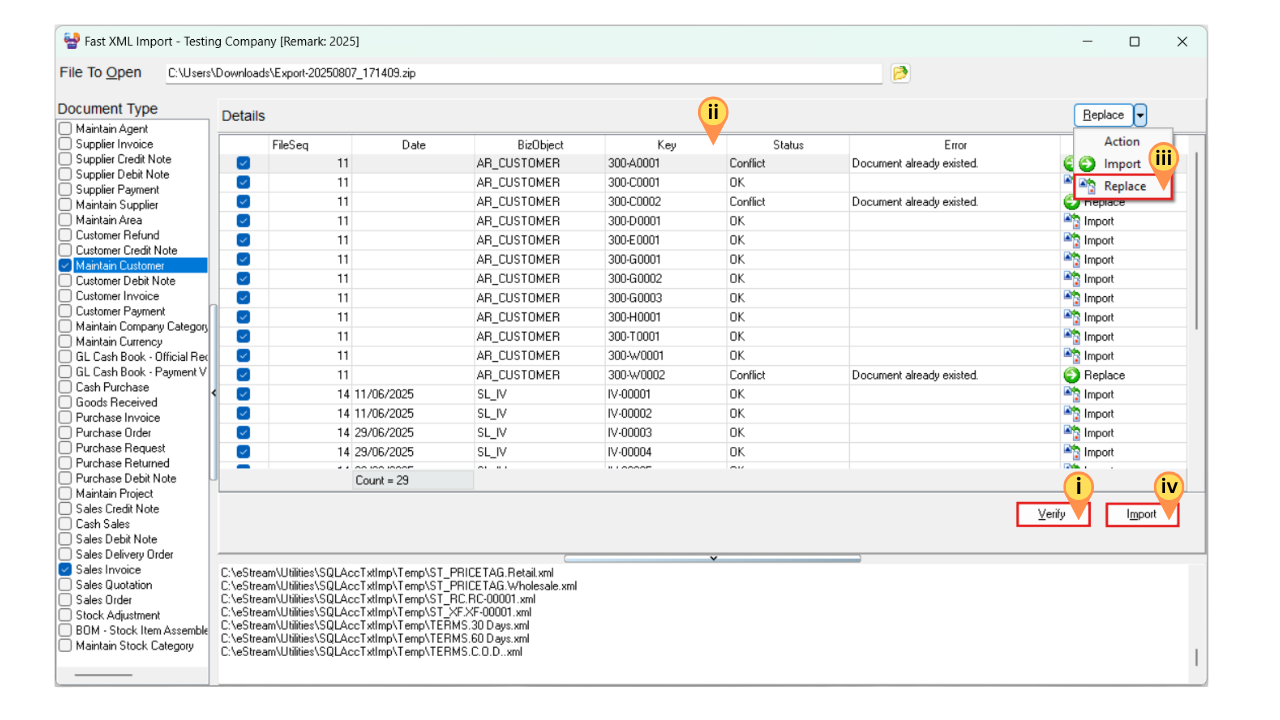 Fast XML Import - Testing Company [Remark: 2025]
File To Open C:\Users\Downloads\Export-20250807_171409.zip
Document Type
Maintain Agent
Supplier Invoice
Supplier Credit Note
Supplier Debit Note
Supplier Payment
Maintain Supplier
Maintain Area
Customer Refund
Customer Credit Note
Maintain Customer
Customer Debit Note
Customer Invoice
Customer Payment
Maintain Company Category
Maintain Currency
GL Cash Book - Official Rec
GL Cash Book - Payment V
Cash Purchase
Goods Received
Purchase Invoice
Purchase Order
Purchase Request
Purchase Returned
Purchase Debit Note
Maintain Project
Sales Credit Note
Cash Sales
Sales Debit Note
Sales Delivery Order
Sales Invoice
Sales Quotation
Sales Order
Stock Adjustment
BOM - Stock Item Assemble
Maintain Stock Category
Details
ii
Replace
Action
Import
iii
Replace
FileSeq Date BizObject Key Status Error
11 AR_CUSTOMER 300-A0001 Conflict Document already existed.
11 AR_CUSTOMER 300-C0001 OK
11 AR_CUSTOMER 300-C0002 Conflict Document already existed. Replace
11 AR_CUSTOMER 300-D0001 OK Import
11 AR_CUSTOMER 300-E0001 OK Import
11 AR_CUSTOMER 300-G0001 OK Import
11 AR_CUSTOMER 300-G0002 OK Import
11 AR_CUSTOMER 300-G0003 OK Import
11 AR_CUSTOMER 300-H0001 OK Import
11 AR_CUSTOMER 300-T0001 OK Import
11 AR_CUSTOMER 300-W0001 OK Import
11 AR_CUSTOMER 300-W0002 Conflict Document already existed. Replace
14 11/06/2025 SL_IV IV-00001 OK Import
14 11/06/2025 SL_IV IV-00002 OK Import
14 29/06/2025 SL_IV IV-00003 OK Import
14 29/06/2025 SL_IV IV-00004 OK Import
Count = 29
i
iv
Verify
Import
C:\eStream\Utilities\SQLAccTxtImp\Temp\ST_PRICETAG.Retail.xml
C:\eStream\Utilities\SQLAccTxtImp\Temp\ST_PRICETAG.Wholesale.xml
C:\eStream\Utilities\SQLAccTxtImp\Temp\ST_RC.RC-00001.xml
C:\eStream\Utilities\SQLAccTxtImp\Temp\ST_XF.XF-00001.xml
C:\eStream\Utilities\SQLAccTxtImp\Temp\TERMS.30 Days.xml
C:\eStream\Utilities\SQLAccTxtImp\Temp\TERMS.60 Days.xml
C:\eStream\Utilities\SQLAccTxtImp\Temp\TERMS.C.O.D..xml